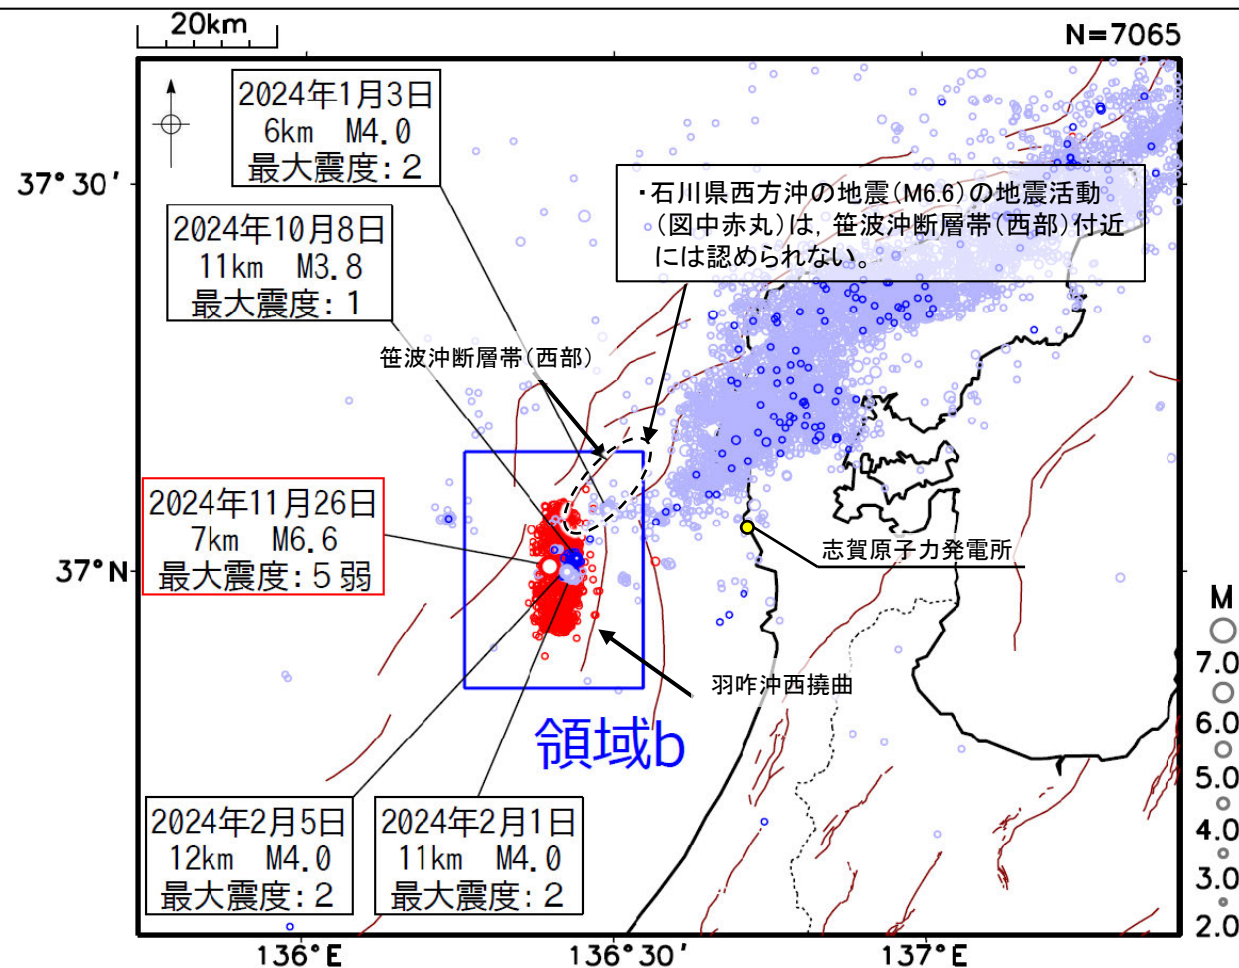 20km
N=7065
2024年1月3日
6km M4.0
最大震度:2
37°30′
・石川県西方沖の地震(M6.6)の地震活動
(図中赤丸)は,笹波沖断層帯(西部)付近
には認められない。
2024年10月8日
11km M3.8
最大震度:1
笹波沖断層帯(西部)
2024年11月26日
7km M6.6
最大震度:5弱
志賀原子力発電所
37°N
羽咋沖西撓曲
領域b
2024年2月5日
12km M4.0
最大震度:2
2024年2月1日
11km M4.0
最大震度:2
M
7.0
6.0
5.0
4.0
3.0
2.0
136°E
136°30′
137°E